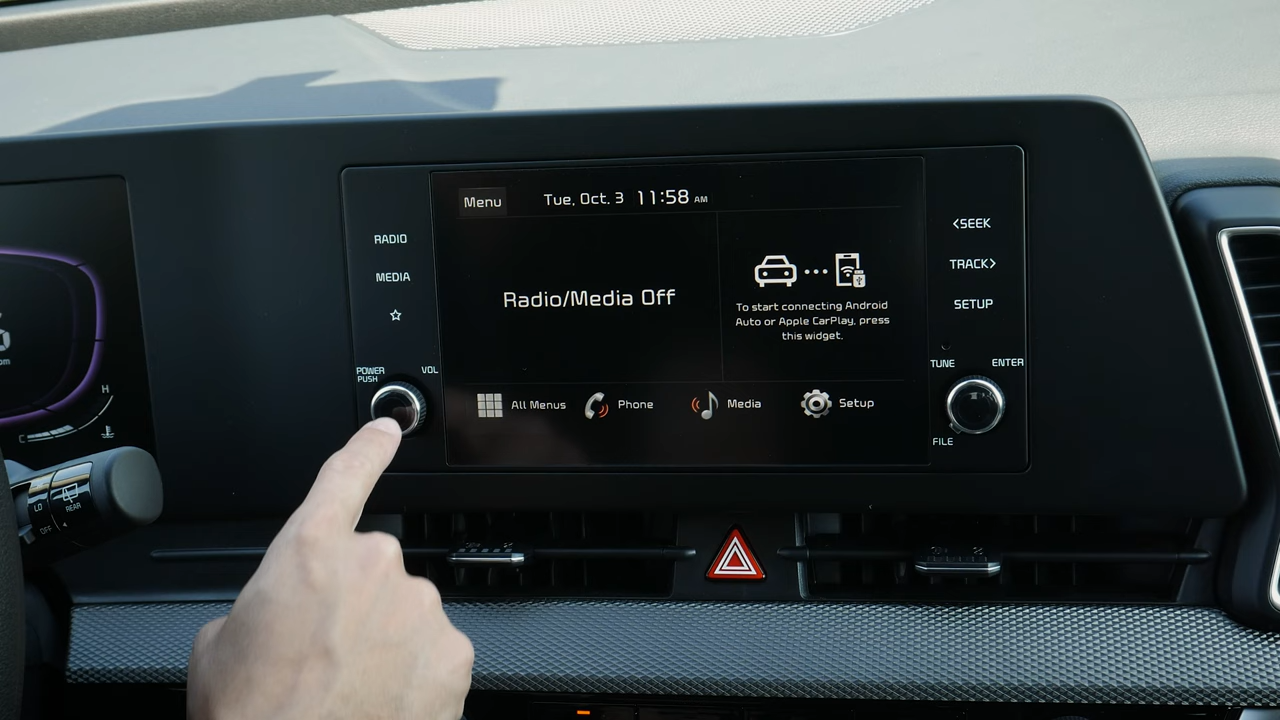 Menu
Tue, Oct. 3 11:58 AM
RADIO
MEDIA
Radio/Media Off
To start connecting Android
Auto or Apple CarPlay, press
this widget.
<SEEK
TRACK>
SETUP
POWER
PUSH
VOL
TUNE
ENTER
FILE
All Menus
Phone
Media
Setup
H
LO
REAR
OFF